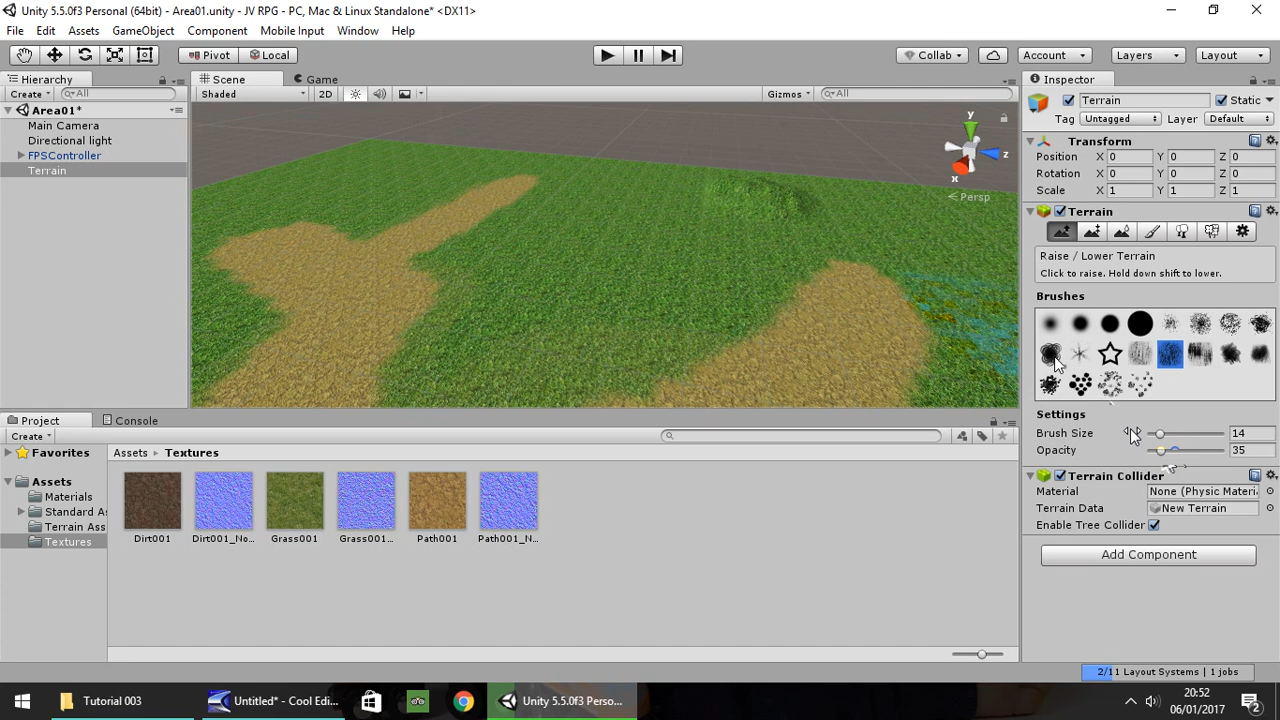 Unity 5.5.0f3 Personal (64bit) - Area01.unity - JV RPG - PC, Mac & Linux Standalone* <DX11>
File Edit Assets GameObject Component Mobile Input Window Help
Pivot Local Collab Account Layers Layout
Hierarchy Scene Game Inspector
Create All Shaded 2D Gizmos All
Area01*
Main Camera
Directional light
FPSController
Terrain
y
z
x
Persp
Terrain Static
Tag Untagged Layer Default
Transform
Position X 0 Y 0 Z 0
Rotation X 0 Y 0 Z 0
Scale X 1 Y 1 Z 1
Terrain
Raise / Lower Terrain
Click to raise. Hold down shift to lower.
Brushes
Settings
Brush Size 14
Opacity 35
Terrain Collider
Material None (Physic Materi
Terrain Data New Terrain
Enable Tree Collider
Add Component
Project Console
Create
Favorites
Assets
Materials
Standard A
Terrain Ass
Textures
Assets Textures
Dirt001 Dirt001_No... Grass001 Grass001... Path001 Path001_N...
2/11 Layout Systems | 1 jobs
Tutorial 003 Untitled* - Cool Edi... Unity 5.5.0f3 Perso...
20:52
06/01/2017
2